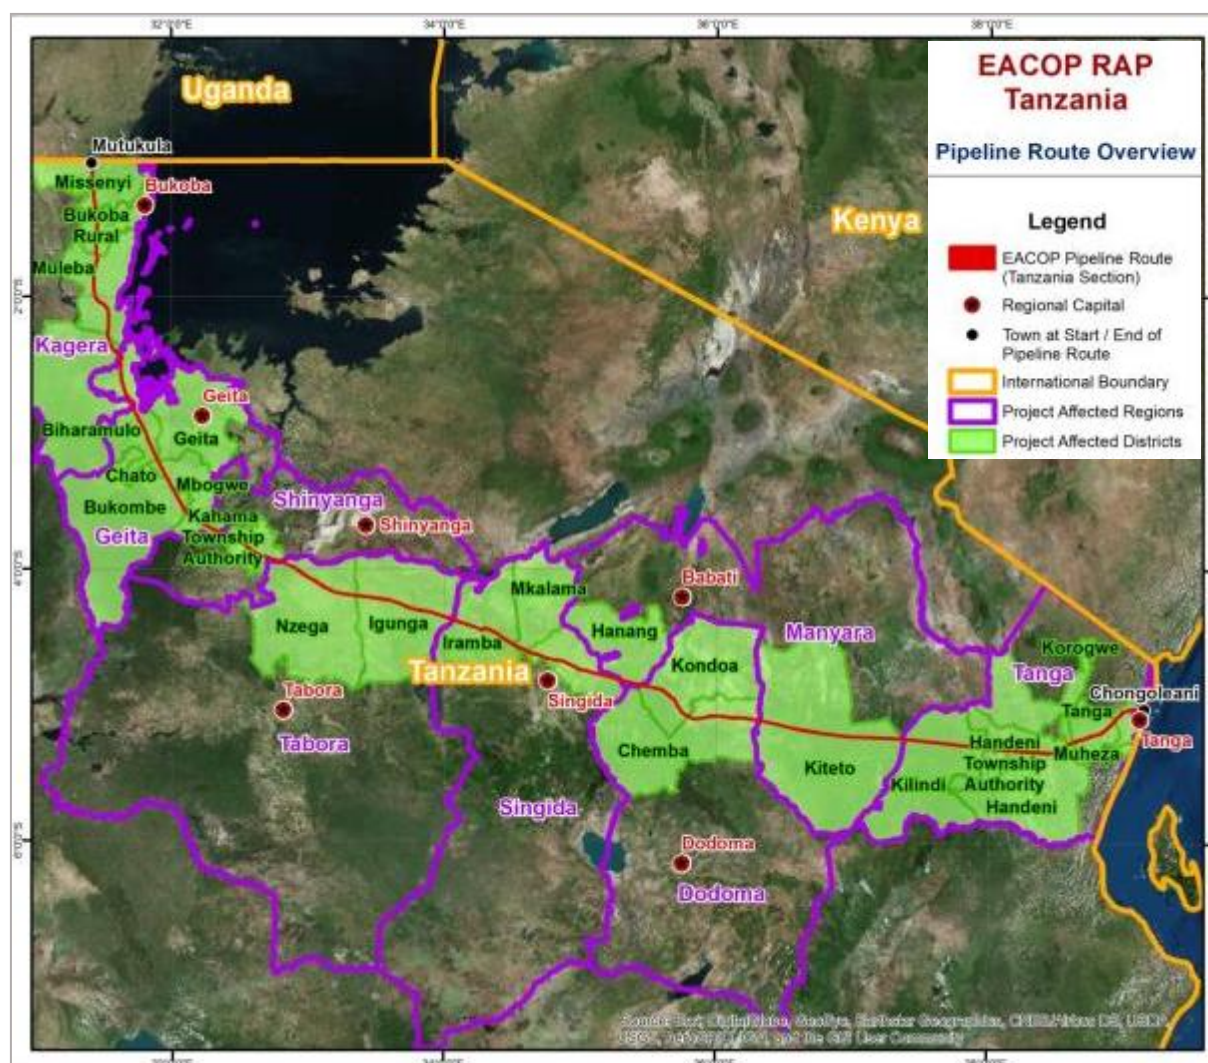 32°0'0"E
34°0'0"E
36°0'0"E
38°0'0"E
EACOP RAP
Tanzania
Pipeline Route Overview
Legend
EACOP Pipeline Route
(Tanzania Section)
Regional Capital
Town at Start / End of
Pipeline Route
International Boundary
Project Affected Regions
Project Affected Districts
Uganda
Kenya
Mutukula
Missenyi
Bukoba
Bukoba
Rural
Muleba
2°0'0"S
Kagera
Geita
Geita
Biharamulo
Chato
Mbogwe
Bukombe
Geita
Kahama
Township
Authority
Shinyanga
Shinyanga
4°0'0"S
Mkalama
Babati
Nzega
Igunga
Iramba
Hanang
Kondoa
Manyara
Tanzania
Korogwe
Tanga
Chongoleani
Tanga
Tanga
Tabora
Singida
Tabora
Chemba
Kiteto
Handeni
Township
Authority
Muheza
Kilindi
Handeni
Singida
6°0'0"S
Dodoma
Dodoma